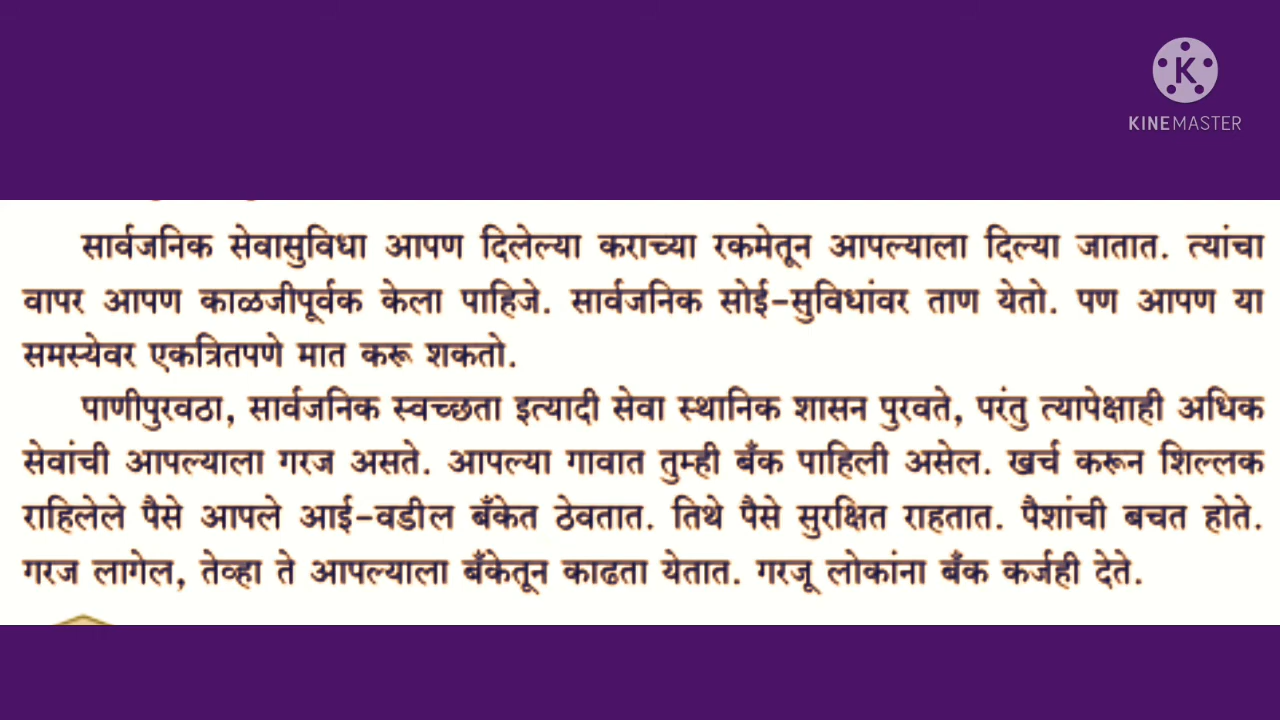 KINEMASTER
सार्वजनिक सेवासुविधा आपण दिलेल्या कराच्या रकमेतून आपल्याला दिल्या जातात. त्यांचा
वापर आपण काळजीपूर्वक केला पाहिजे. सार्वजनिक सोई-सुविधांवर ताण येतो. पण आपण या
समस्येवर एकत्रितपणे मात करू शकतो.
पाणीपुरवठा, सार्वजनिक स्वच्छता इत्यादी सेवा स्थानिक शासन पुरवते, परंतु त्यापेक्षाही अधिक
सेवांची आपल्याला गरज असते. आपल्या गावात तुम्ही बँक पाहिली असेल. खर्च करून शिल्लक
राहिलेले पैसे आपले आई-वडील बँकेत ठेवतात. तिथे पैसे सुरक्षित राहतात. पैशांची बचत होते.
गरज लागेल, तेव्हा ते आपल्याला बँकेतून काढता येतात. गरजू लोकांना बँक कर्जही देते.